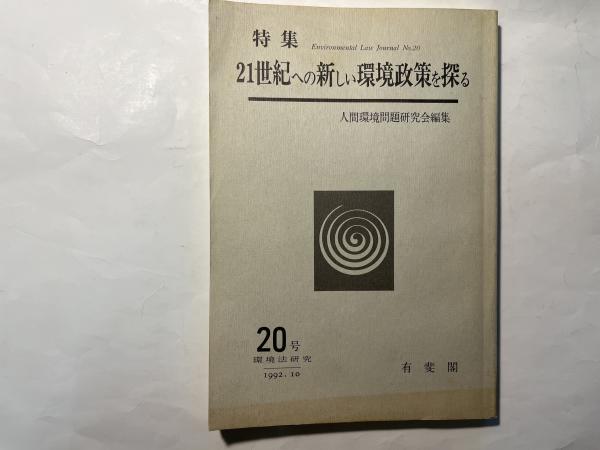 特集 Environmental Law Journal No.20
21世紀への新しい環境政策を探る
人間環境問題研究会編集
20号
環境法研究
1992.10
有斐閣